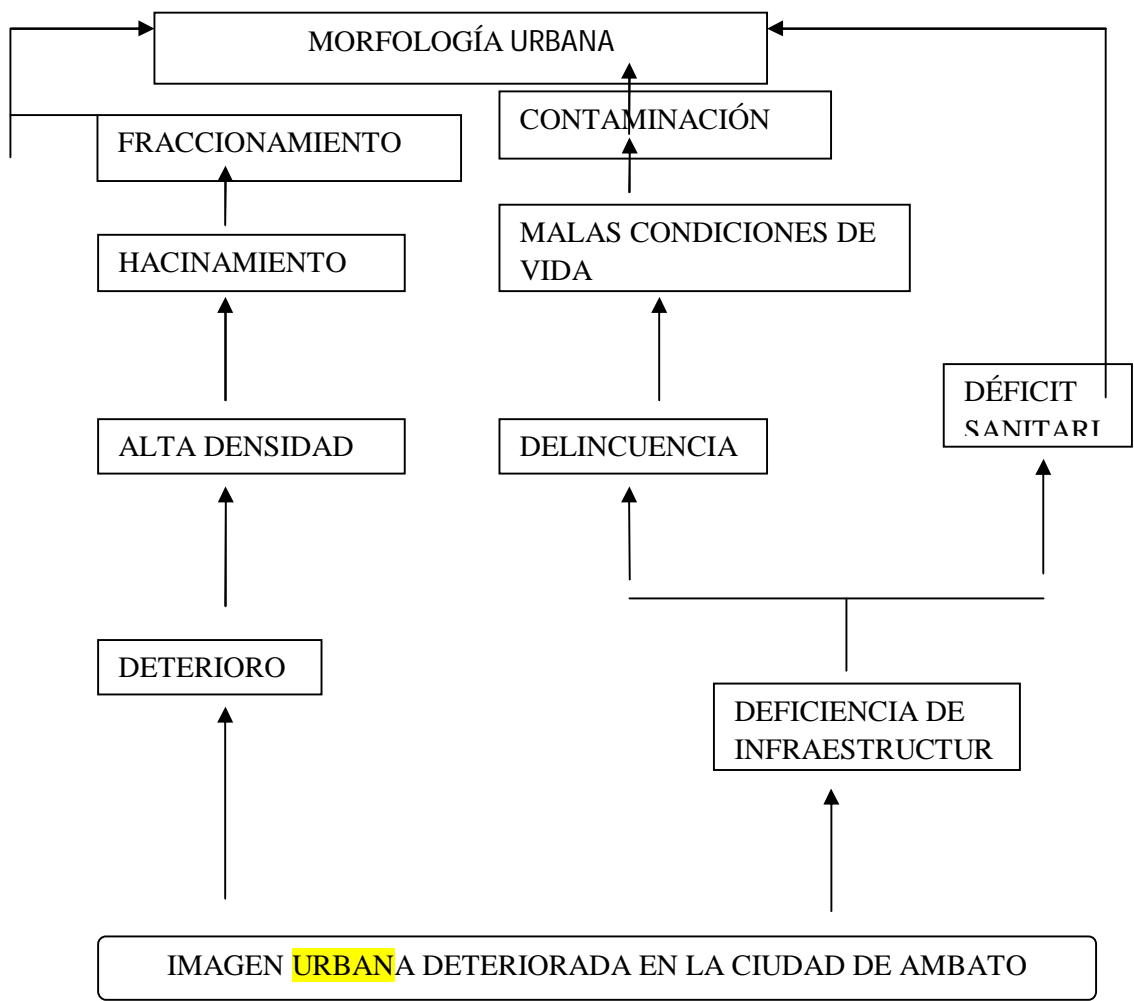 MORFOLOGÍA URBANA
CONTAMINACIÓN
FRACCIONAMIENTO
MALAS CONDICIONES DE
VIDA
HACINAMIENTO
DÉFICIT
SANITARI
ALTA DENSIDAD
DELINCUENCIA
DETERIORO
DEFICIENCIA DE
INFRAESTRUCTUR
IMAGEN URBANA DETERIORADA EN LA CIUDAD DE AMBATO